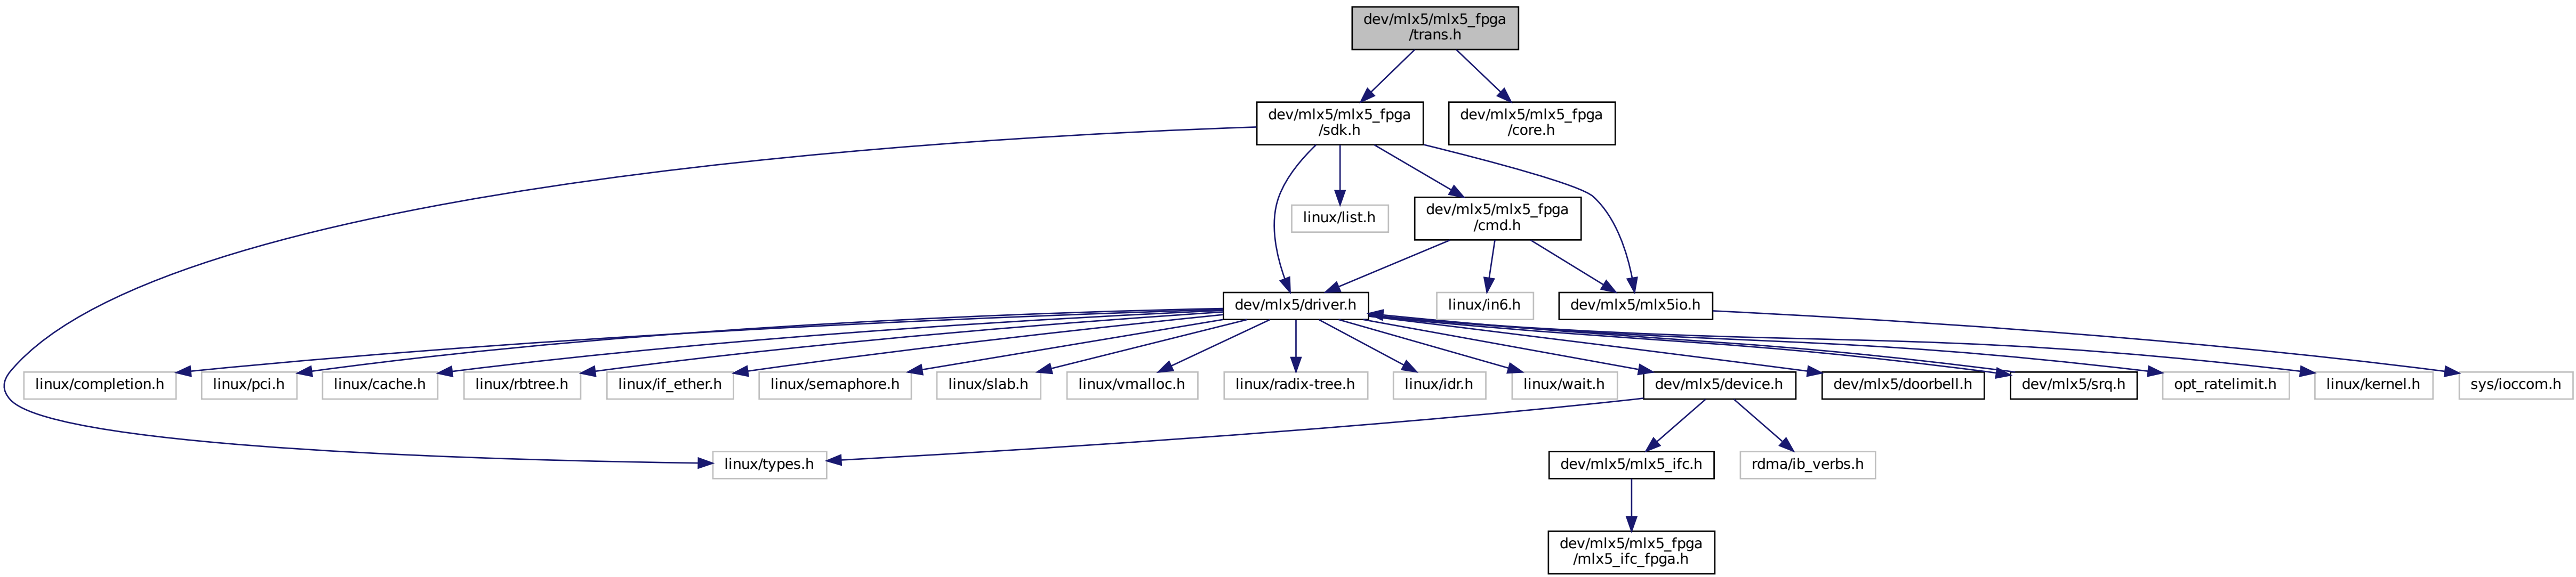 dev/mlx5/mlx5_fpga
/trans.h
dev/mlx5/mlx5_fpga
/sdk.h
dev/mlx5/mlx5_fpga
/core.h
linux/list.h
dev/mlx5/mlx5_fpga
/cmd.h
dev/mlx5/driver.h
linux/in6.h
dev/mlx5/mlx5io.h
linux/completion.h
linux/pci.h
linux/cache.h
linux/rbtree.h
linux/if_ether.h
linux/semaphore.h
linux/slab.h
linux/vmalloc.h
linux/radix-tree.h
linux/idr.h
linux/wait.h
dev/mlx5/device.h
dev/mlx5/doorbell.h
dev/mlx5/srq.h
opt_ratelimit.h
linux/kernel.h
sys/ioccom.h
linux/types.h
dev/mlx5/mlx5_ifc.h
rdma/ib_verbs.h
dev/mlx5/mlx5_fpga
/mlx5_ifc_fpga.h